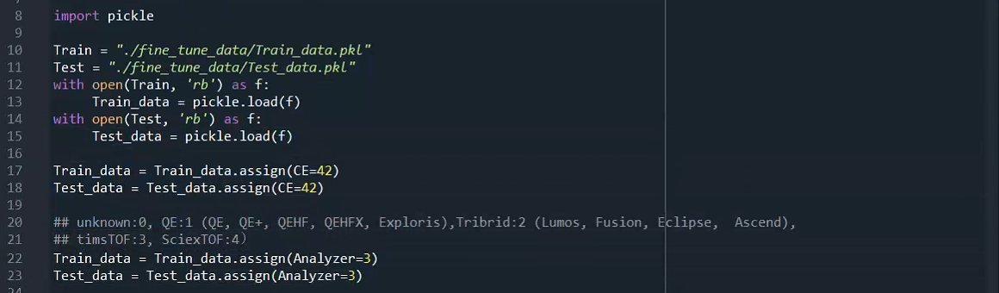 8 import pickle
9
10 Train = "./fine_tune_data/Train_data.pkl"
11 Test = "./fine_tune_data/Test_data.pkl"
12 with open(Train, 'rb') as f:
13     Train_data = pickle.load(f)
14 with open(Test, 'rb') as f:
15     Test_data = pickle.load(f)
16
17 Train_data = Train_data.assign(CE=42)
18 Test_data = Test_data.assign(CE=42)
19
20 ## unknown:0, QE:1 (QE, QE+, QEHF, QEHFX, Exploris),Tribrid:2 (Lumos, Fusion, Eclipse,  Ascend),
21 ## timsTOF:3, SciexTOF:4）
22 Train_data = Train_data.assign(Analyzer=3)
23 Test_data = Test_data.assign(Analyzer=3)